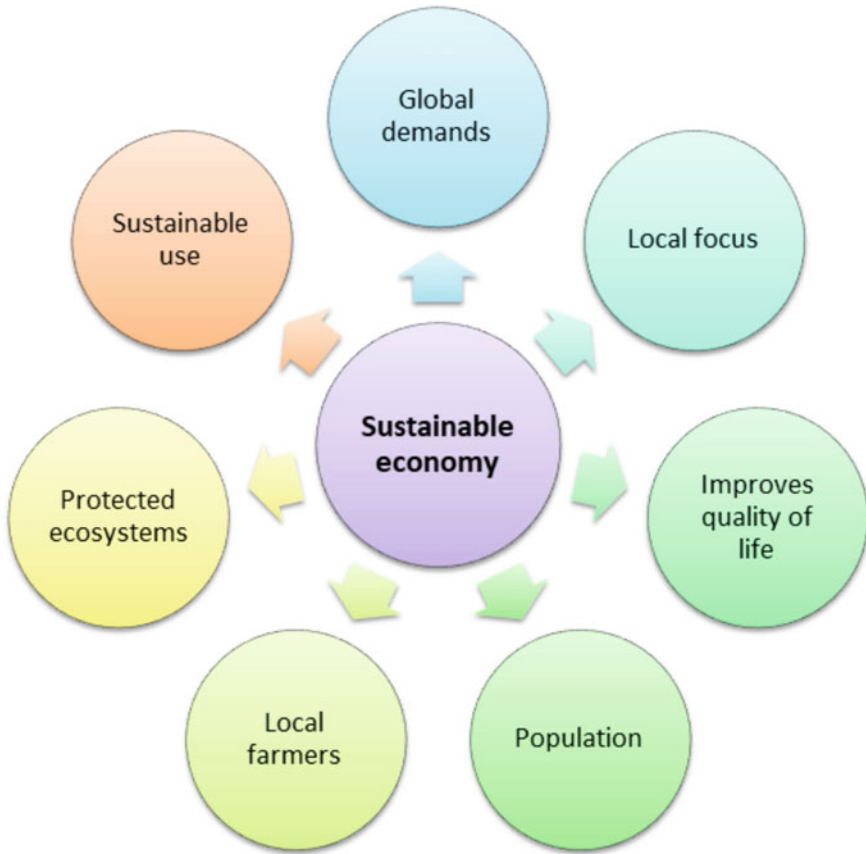 Global
demands
Local focus
Improves
quality of
life
Population
Local
farmers
Protected
ecosystems
Sustainable
use
Sustainable
economy